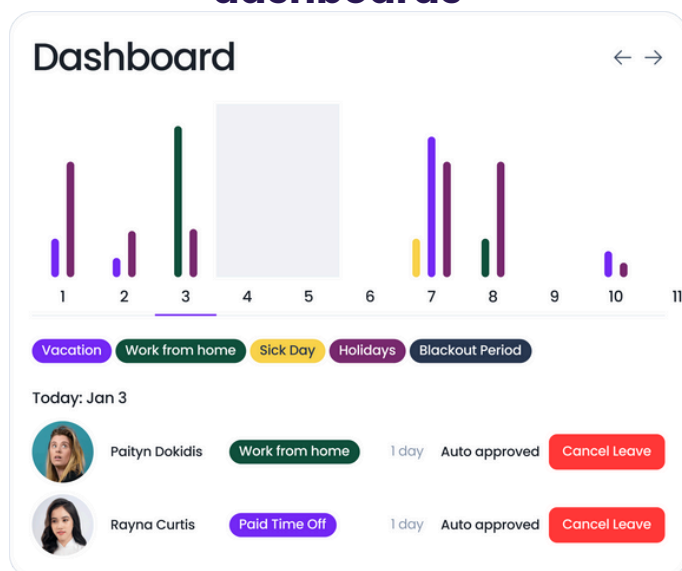 dashboards
Dashboard
1 2 3 4 5 6 7 8 9 10 11
Vacation Work from home Sick Day Holidays Blackout Period
Today: Jan 3
Paityn Dokidis Work from home 1 day Auto approved Cancel Leave
Rayna Curtis Paid Time Off 1 day Auto approved Cancel Leave